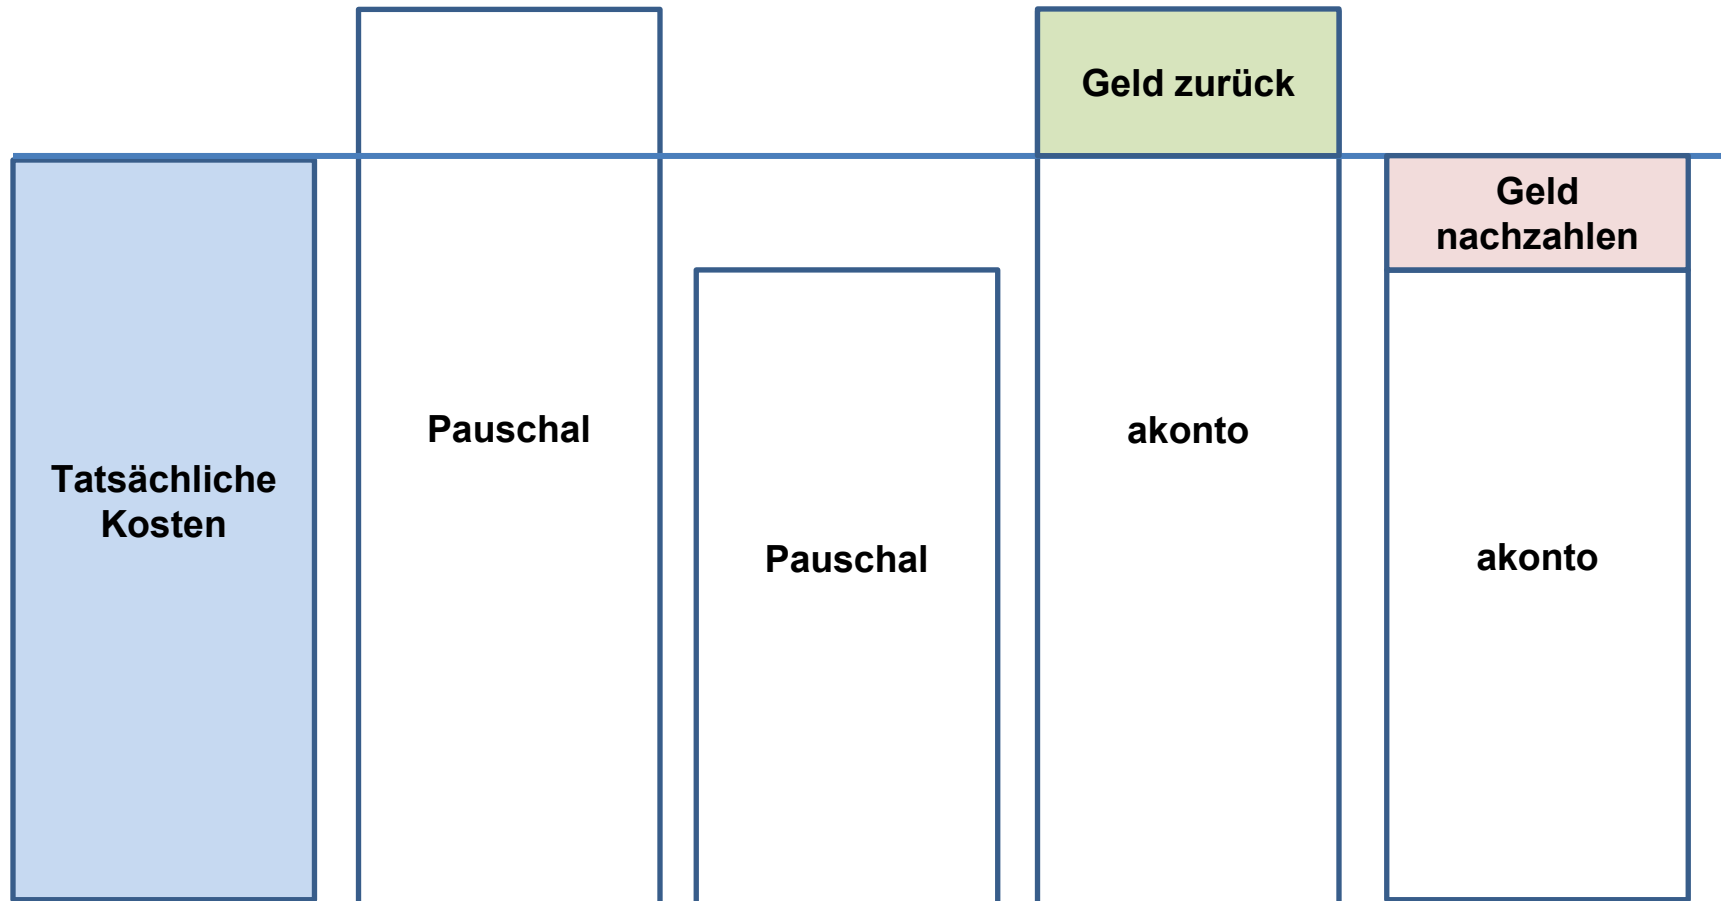 Geld zurück
Geld
nachzahlen
Tatsächliche
Kosten
Pauschal
Pauschal
akonto
akonto